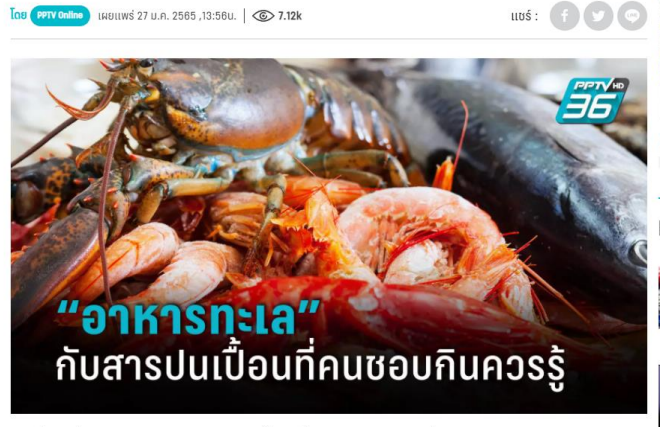 โดย PPTV Online เผยแพร่ 27 ม.ค. 2565 ,13:56น. 7.12k แชร์ :
PPTV HD
36
“อาหารทะเล”
กับสารปนเปื้อนที่คนชอบกินควรรู้